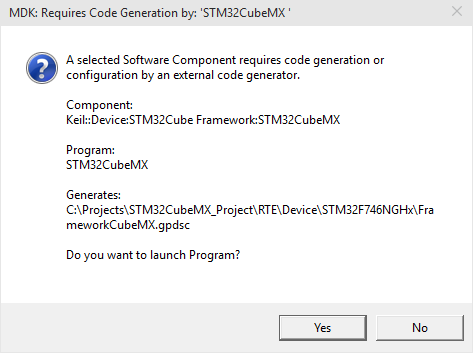 MDK: Requires Code Generation by: 'STM32CubeMX '
A selected Software Component requires code generation or
configuration by an external code generator.
Component:
Keil::Device:STM32Cube Framework:STM32CubeMX
Program:
STM32CubeMX
Generates:
C:\Projects\STM32CubeMX_Project\RTE\Device\STM32F746NGHx\Fra
meworkCubeMX.gpdsc
Do you want to launch Program?
Yes
No